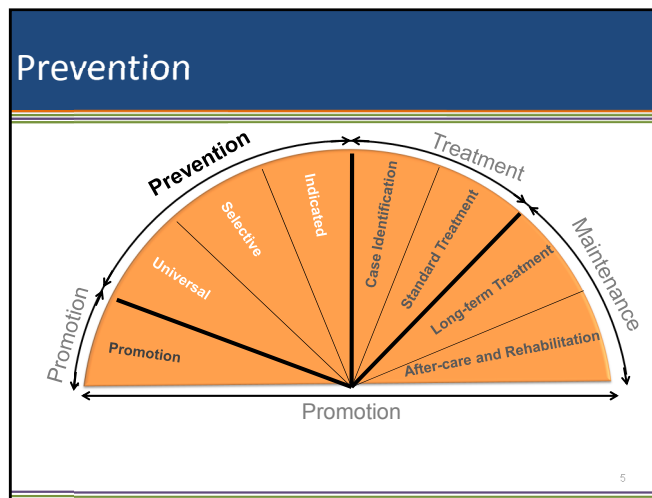 Prevention
Prevention
Treatment
Promotion
Maintenance
Promotion
Universal
Selective
Indicated
Case Identification
Standard Treatment
Long-term Treatment
After-care and Rehabilitation
Promotion
5